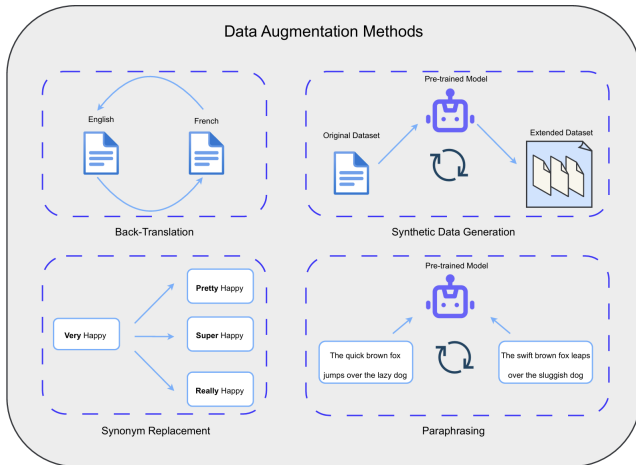 Data Augmentation Methods
English
French
Back-Translation
Pre-trained Model
Original Dataset
Extended Dataset
Synthetic Data Generation
Very Happy
Pretty Happy
Super Happy
Really Happy
Synonym Replacement
Pre-trained Model
The quick brown fox
jumps over the lazy dog
The swift brown fox leaps
over the sluggish dog
Paraphrasing